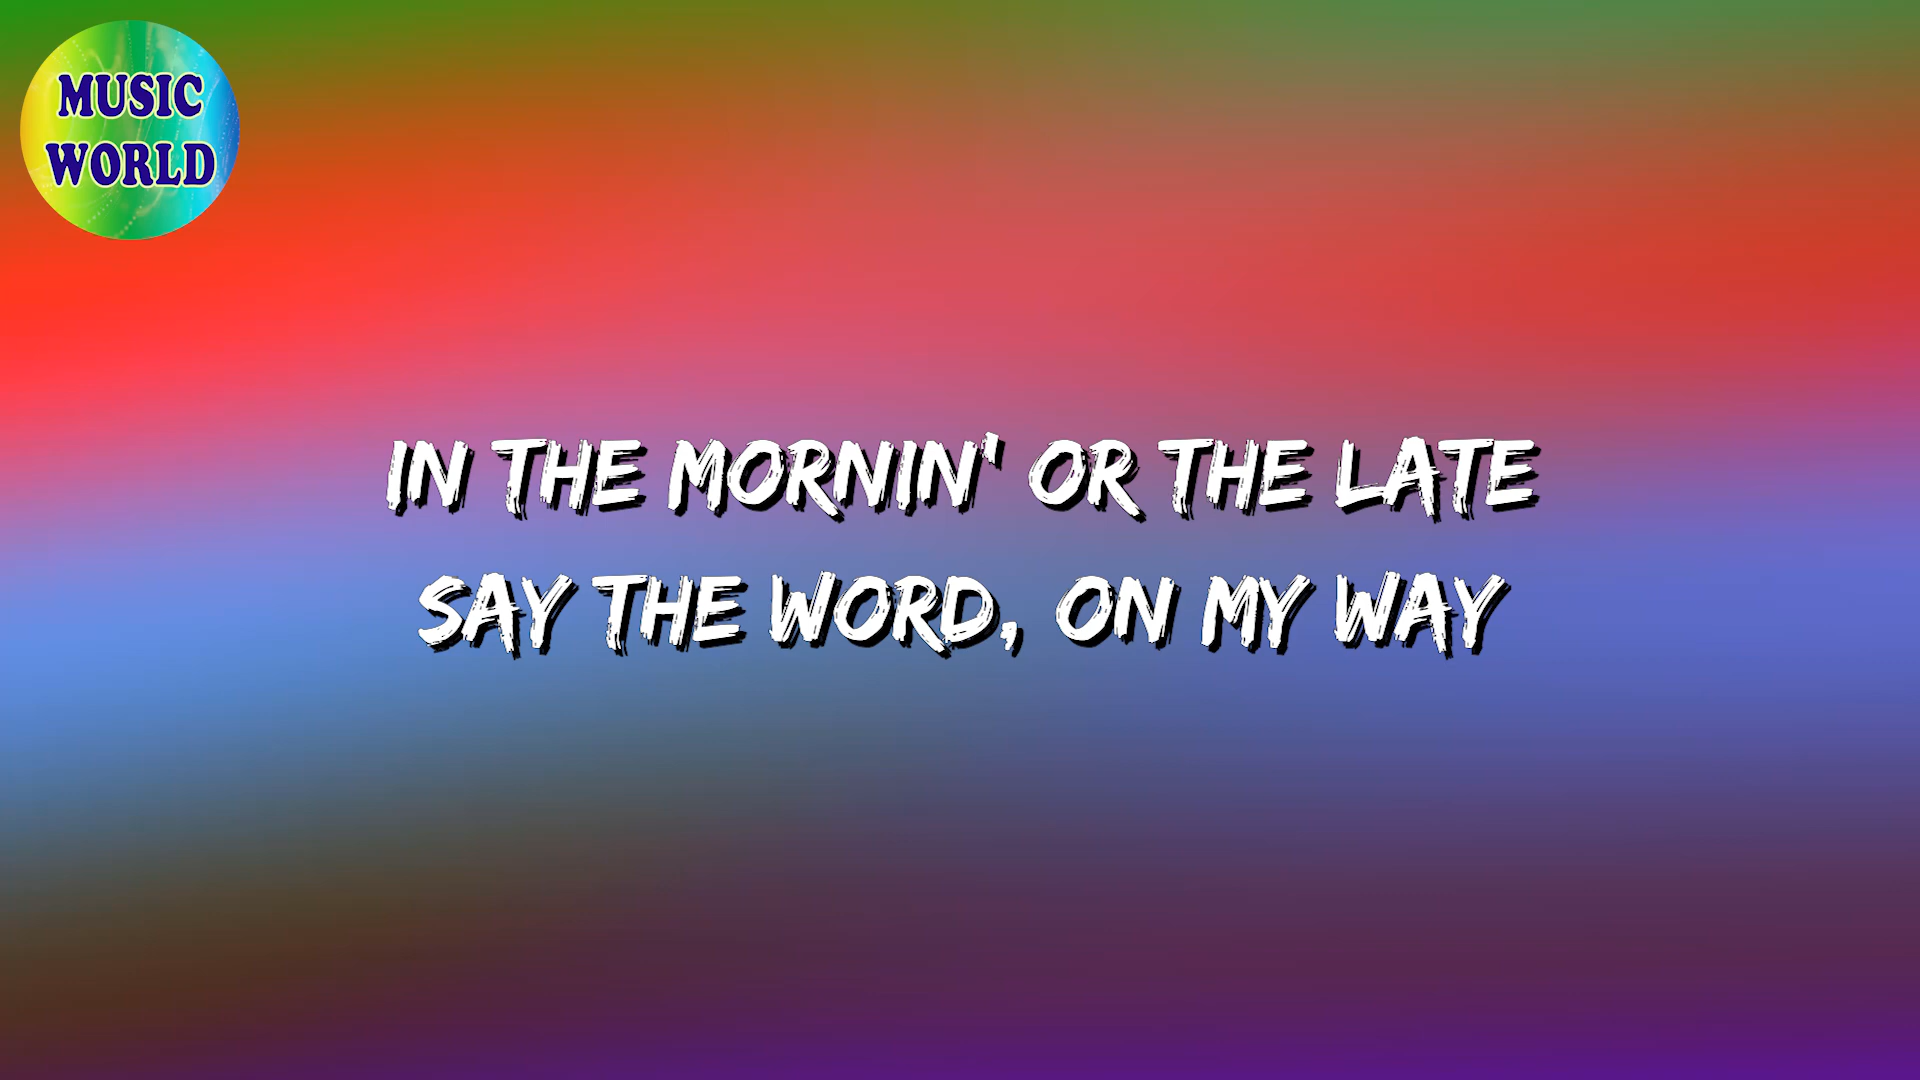 MUSIC
WORLD
IN THE MORNIN' OR THE LATE
SAY THE WORD, ON MY WAY